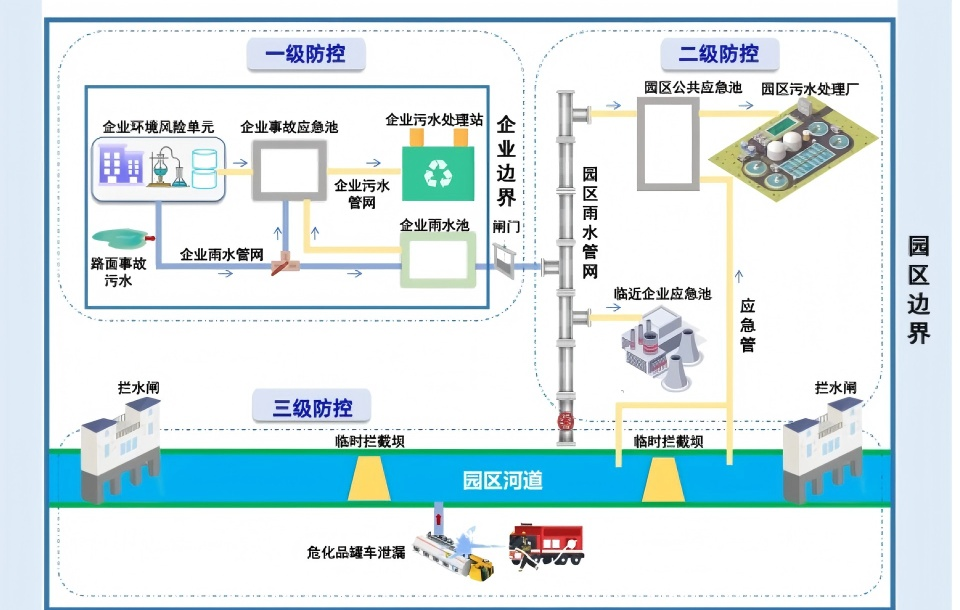 一级防控
二级防控
园区公共应急池
园区污水处理厂
企业环境风险单元
企业事故应急池
企业污水处理站
企业边界
企业污水
管网
园区雨水管网
企业雨水池
闸门
企业雨水管网
路面事故
污水
园区边界
临近企业应急池
应急管
拦水闸
三级防控
拦水闸
临时拦截坝
临时拦截坝
园区河道
危化品罐车泄漏